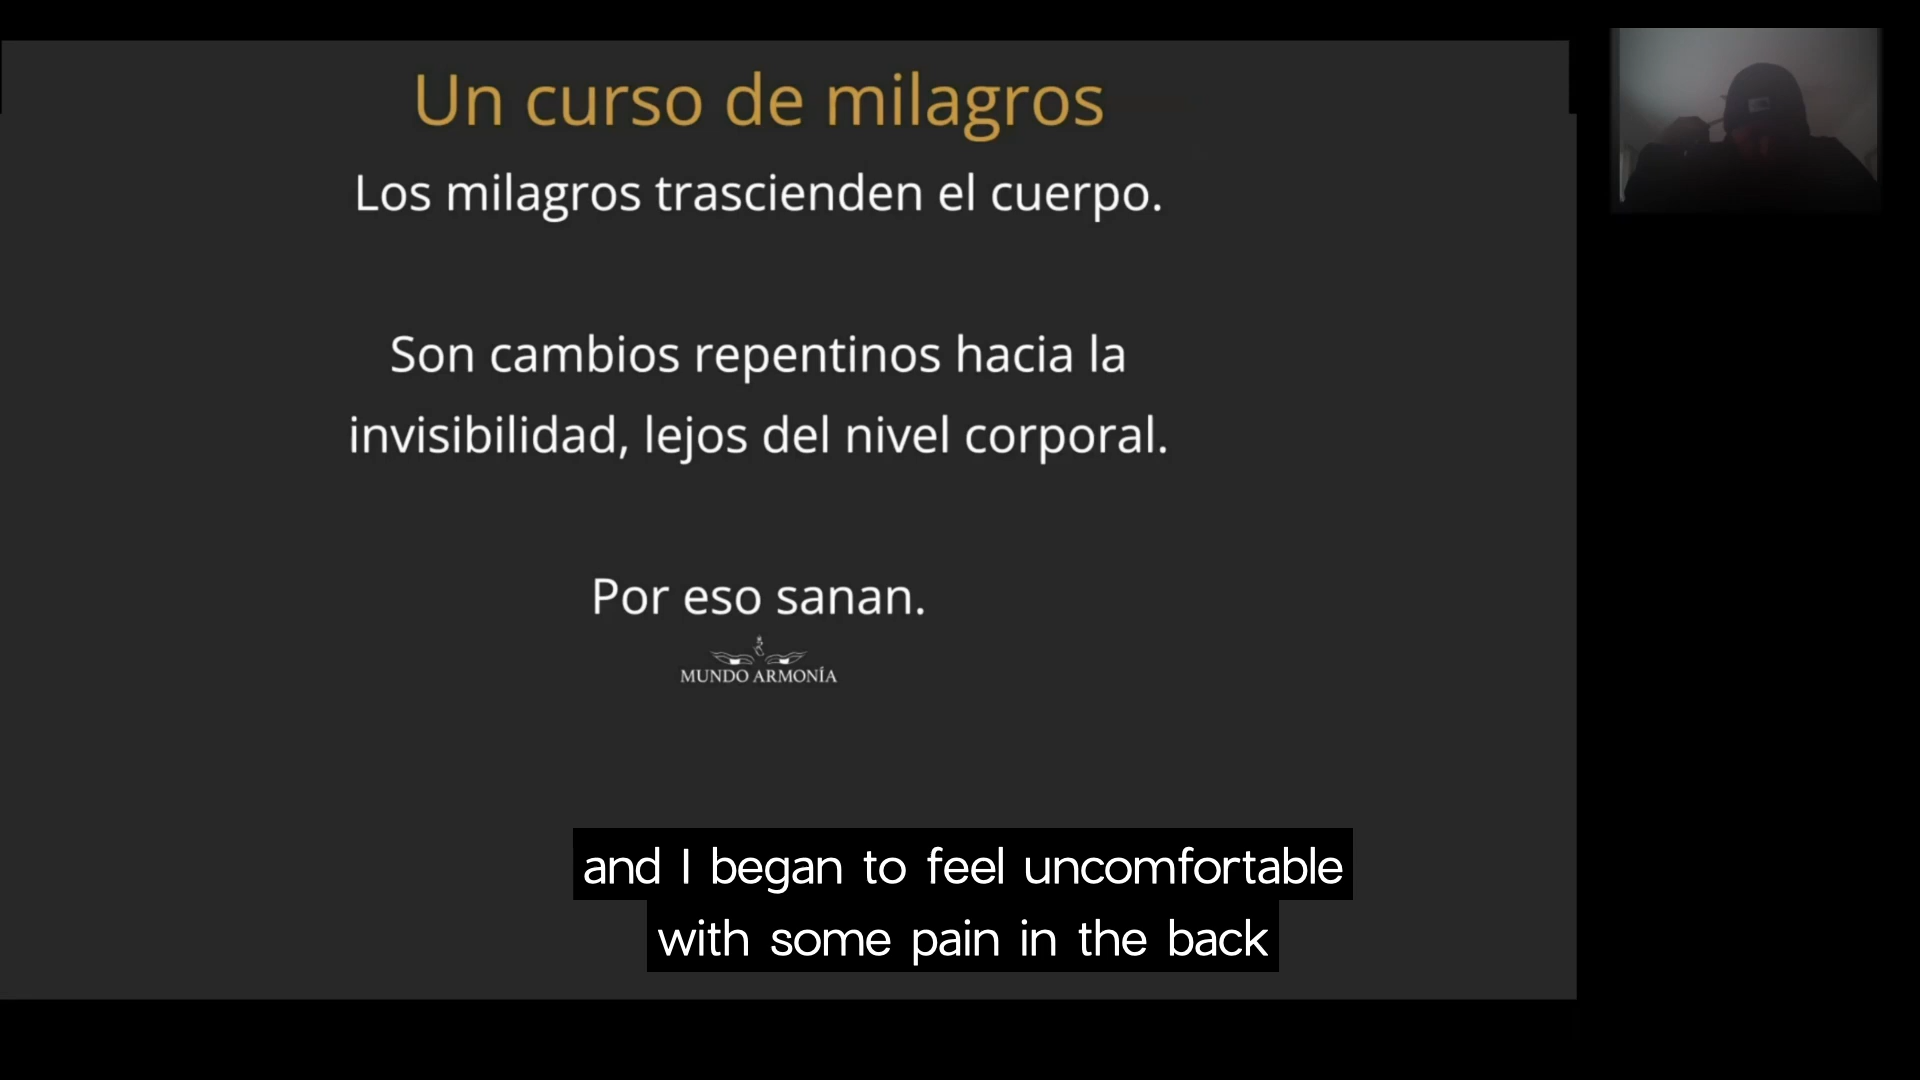 Un curso de milagros
Los milagros trascienden el cuerpo.
Son cambios repentinos hacia la
invisibilidad, lejos del nivel corporal.
Por eso sanan.
MUNDO ARMONÍA
and I began to feel uncomfortable
with some pain in the back